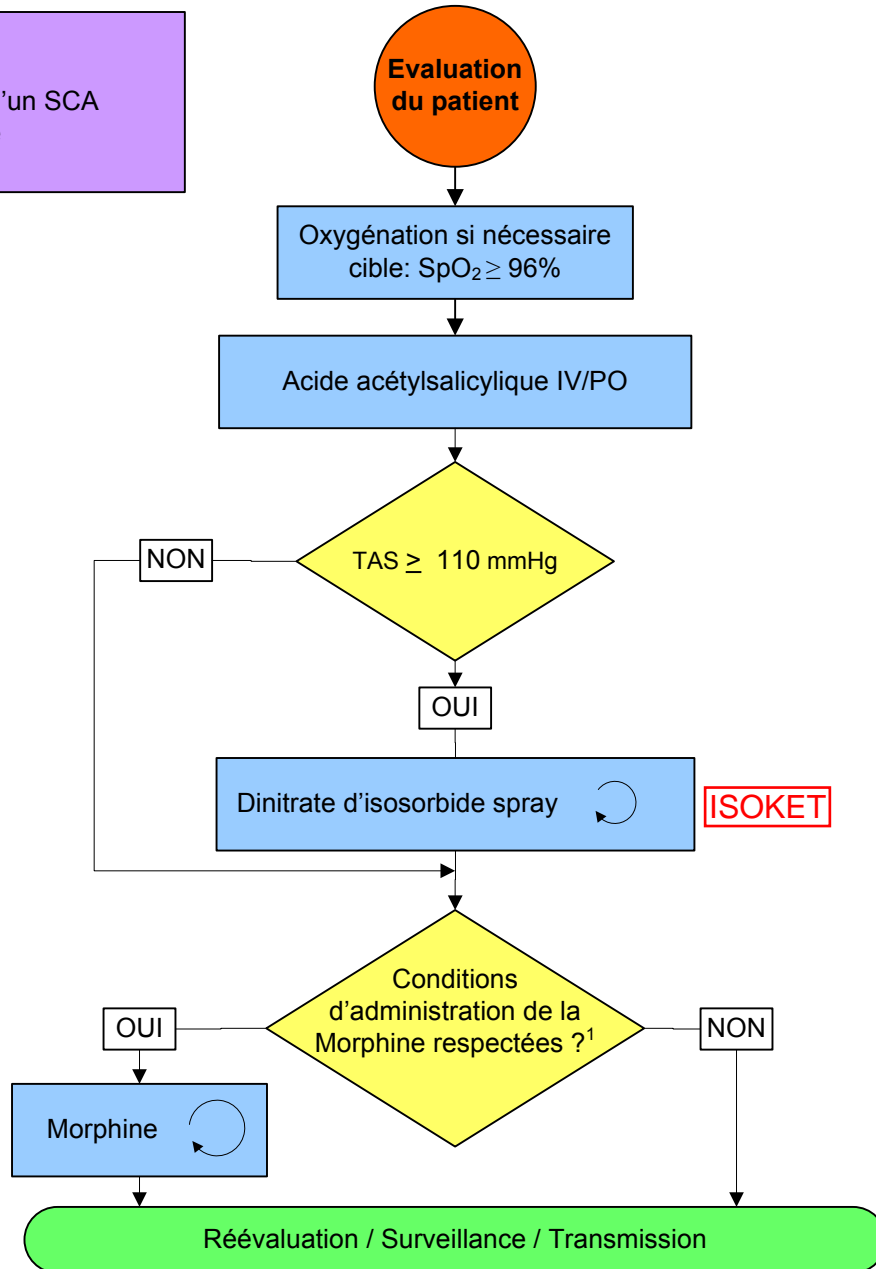 'un SCA
Evaluation
du patient
Oxygénation si nécessaire
cible: SpO₂ ≥ 96%
Acide acétylsalicylique IV/PO
NON
TAS ≥ 110 mmHg
OUI
Dinitrate d’isosorbide spray
ISOKET
Conditions
d’administration de la
Morphine respectées ?¹
OUI
NON
Morphine
Réévaluation / Surveillance / Transmission